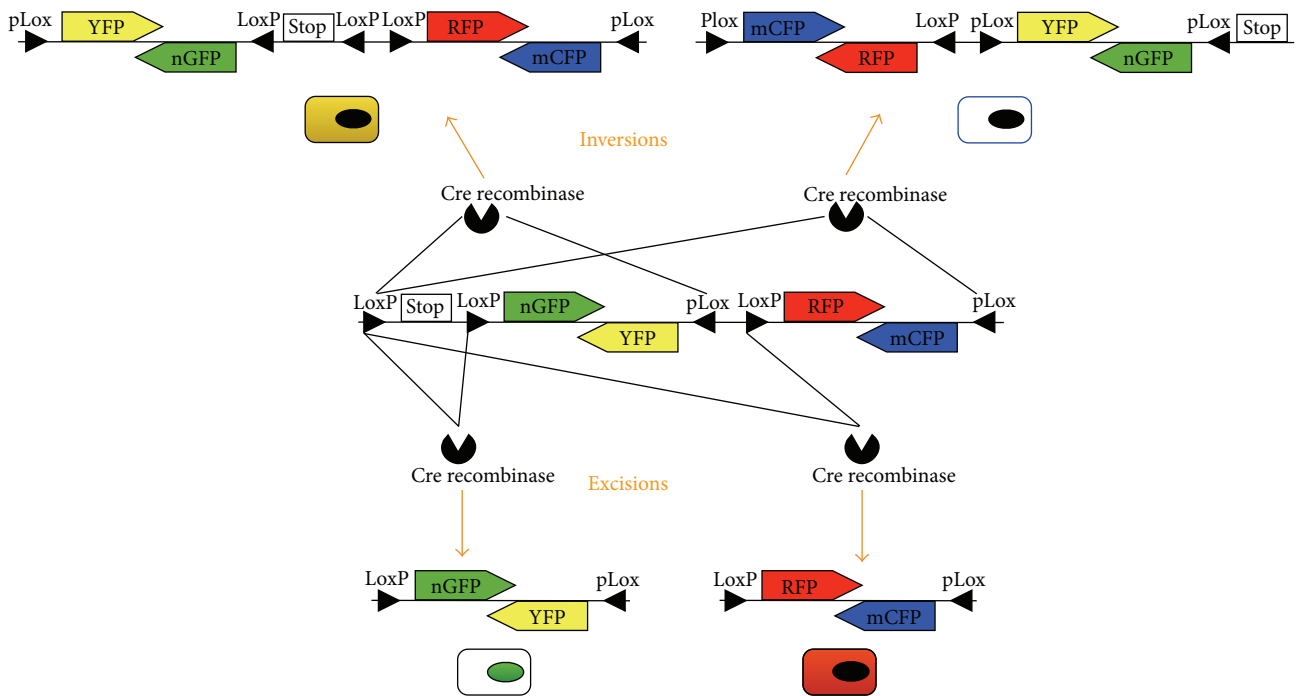 pLox YFP LoxP Stop LoxP LoxP RFP pLox
nGFP mCFP
Plox mCFP LoxP pLox YFP pLox Stop
RFP nGFP
Inversions
Cre recombinase
Cre recombinase
LoxP Stop LoxP nGFP pLox LoxP RFP pLox
YFP mCFP
Cre recombinase
Excisions
Cre recombinase
LoxP nGFP pLox
YFP
LoxP RFP pLox
mCFP